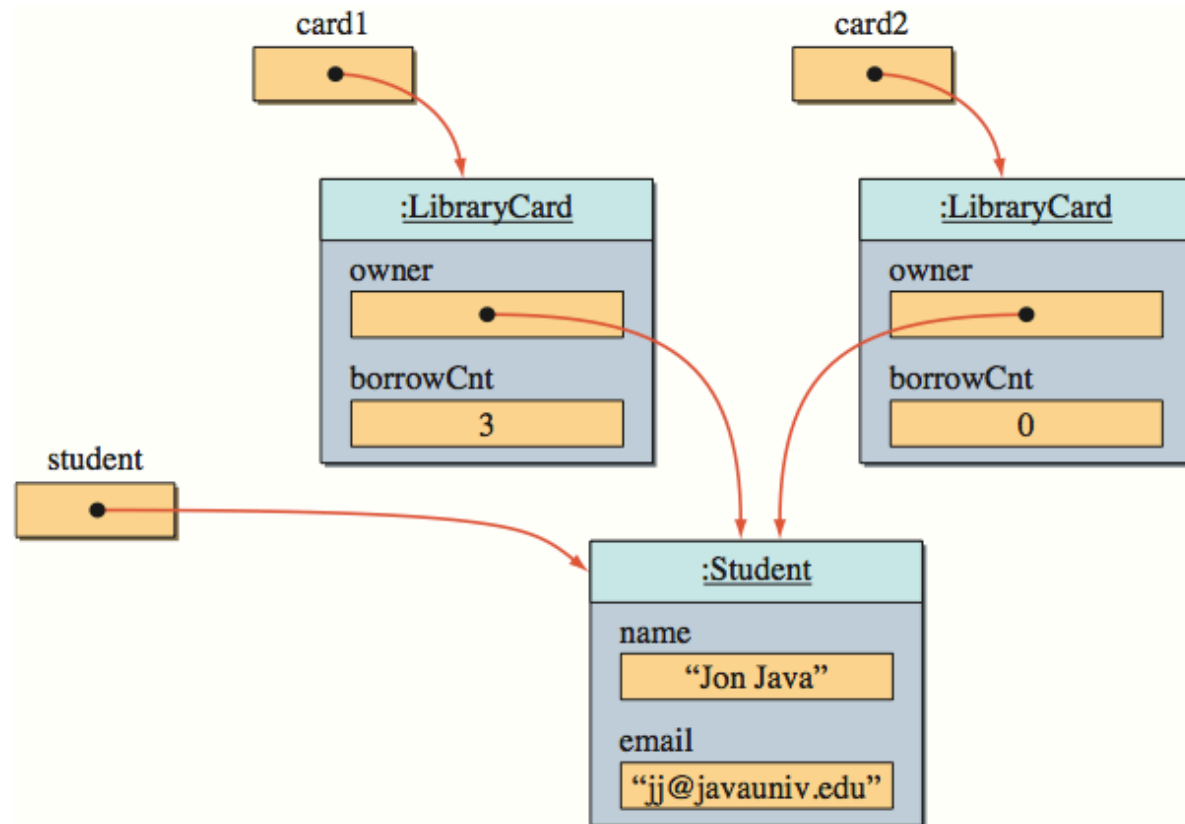 card1
card2
:LibraryCard
:LibraryCard
owner
owner
borrowCnt
borrowCnt
3
0
student
:Student
name
“Jon Java”
email
“jj@javauniv.edu”